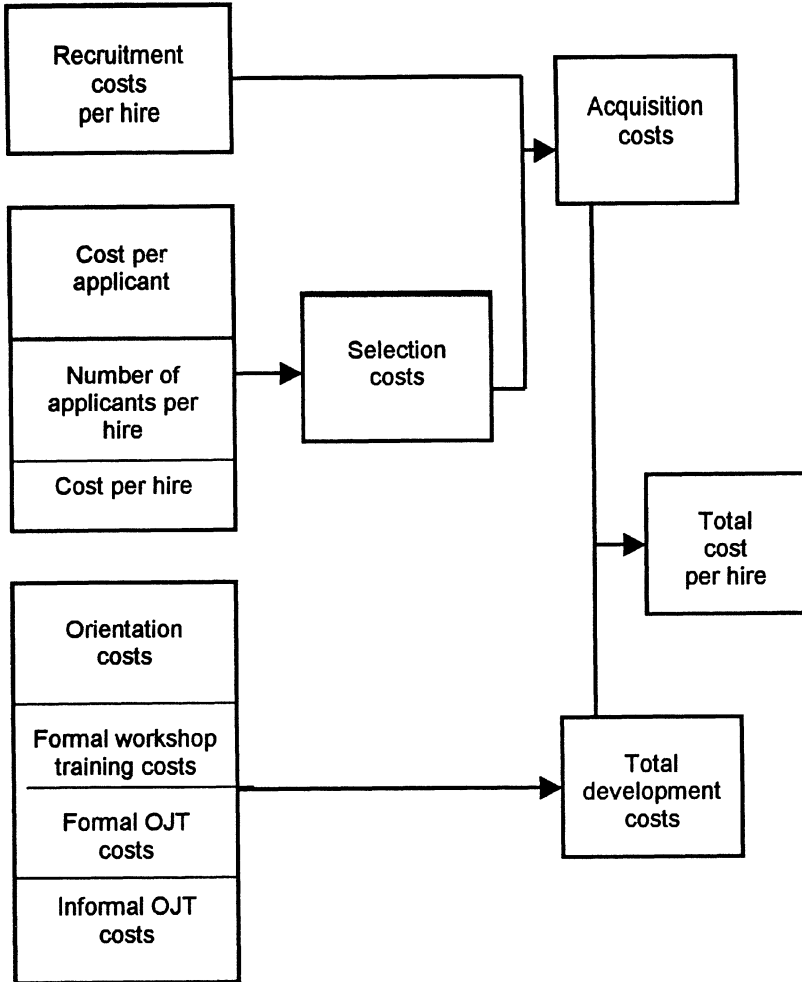 Recruitment
costs
per hire
Acquisition
costs
Cost per
applicant
Number of
applicants per
hire
Cost per hire
Selection
costs
Total
cost
per hire
Orientation
costs
Formal workshop
training costs
Formal OJT
costs
Informal OJT
costs
Total
development
costs